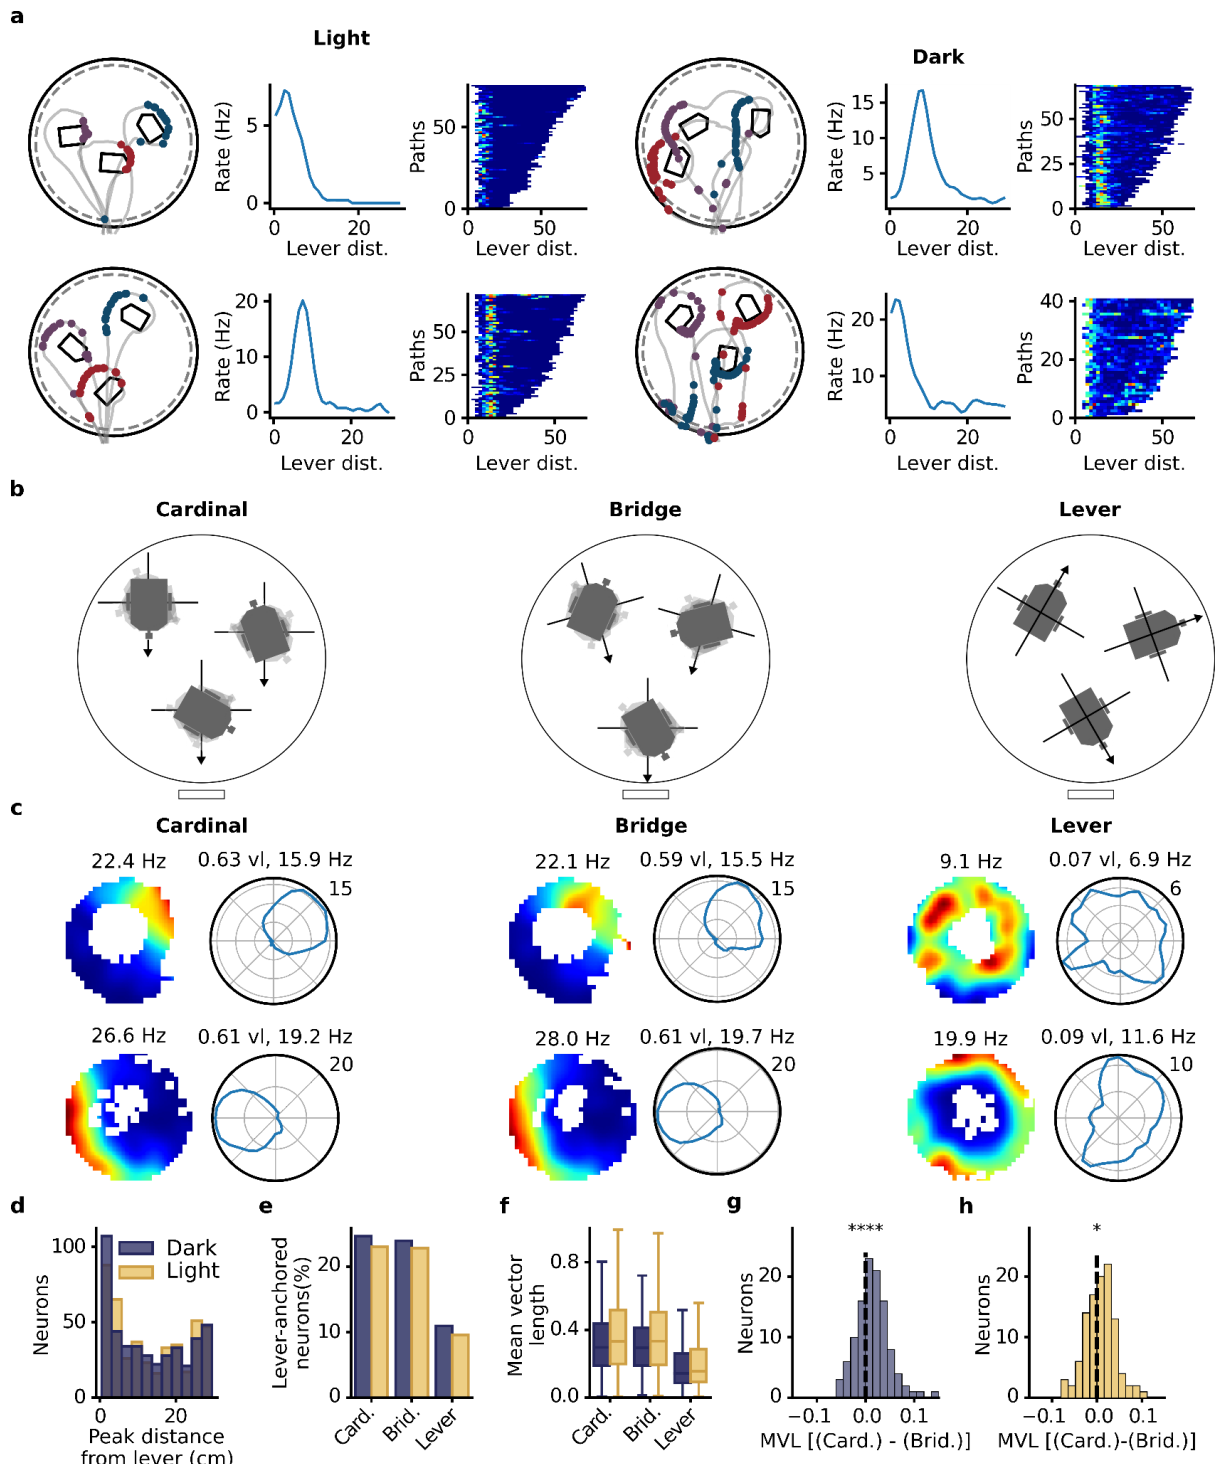 a
Light
Dark
Rate (Hz)
5
0
0
20
Lever dist.
Paths
50
0
0
50
Lever dist.
Rate (Hz)
15
10
5
0
20
Lever dist.
Paths
50
25
0
0
50
Lever dist.
Rate (Hz)
20
10
0
0
20
Lever dist.
Paths
50
0
0
50
Lever dist.
Rate (Hz)
20
10
0
20
Lever dist.
Paths
40
20
0
0
50
Lever dist.
b
Cardinal
Bridge
Lever
c
Cardinal
Bridge
Lever
22.4 Hz
0.63 vl, 15.9 Hz
15
22.1 Hz
0.59 vl, 15.5 Hz
15
9.1 Hz
0.07 vl, 6.9 Hz
6
26.6 Hz
0.61 vl, 19.2 Hz
20
28.0 Hz
0.61 vl, 19.7 Hz
20
19.9 Hz
0.09 vl, 11.6 Hz
10
d
Neurons
100
50
0
Dark
Light
0
20
Peak distance
from lever (cm)
e
Lever-anchored
neurons(%)
20
10
0
Card.
Brid.
Lever
f
Mean vector
length
0.8
0.4
0.0
Card.
Brid.
Lever
g
****
Neurons
20
0
−0.1
0.0
0.1
MVL [(Card.) - (Brid.)]
h
*
Neurons
20
0
−0.1
0.0
0.1
MVL [(Card.)-(Brid.)]